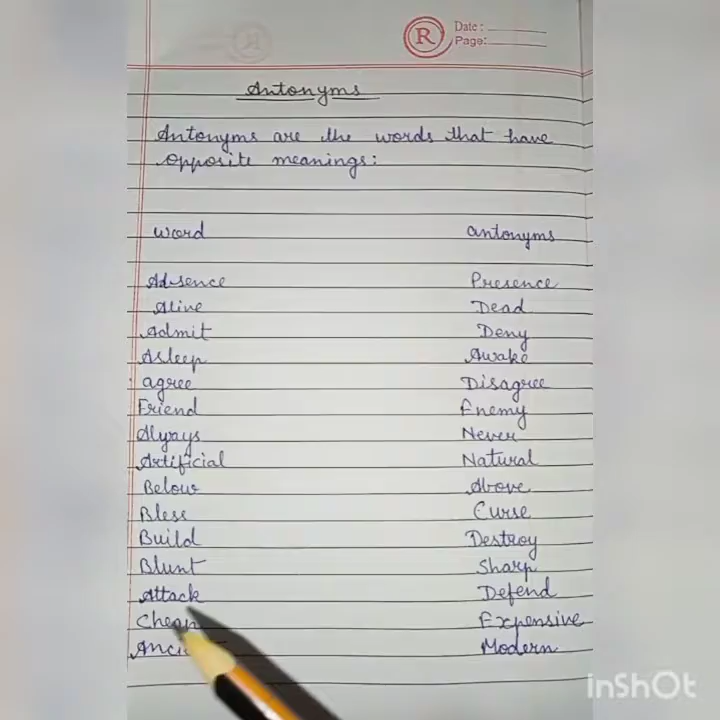 R Date:
Page:
Antonyms
Antonyms are the words that have
opposite meanings:
word antonyms
Absence Presence
Alive Dead
Admit Deny
Asleep Awake
agree Disagree
Friend Enemy
Always Never
Artificial Natural
Below Above
Bless Curse
Build Destroy
Blunt Sharp
Attack Defend
Cheap Expensive
Anci Modern
InShOt